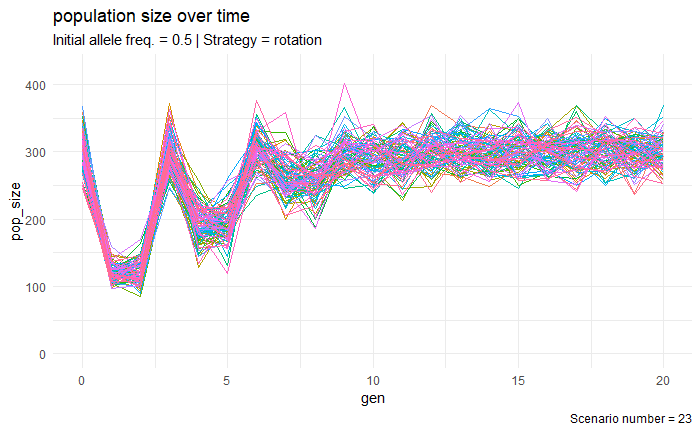 population size over time
Initial allele freq. = 0.5 | Strategy = rotation
400
300
200
100
0
pop_size
0 5 10 15 20
gen
Scenario number = 23